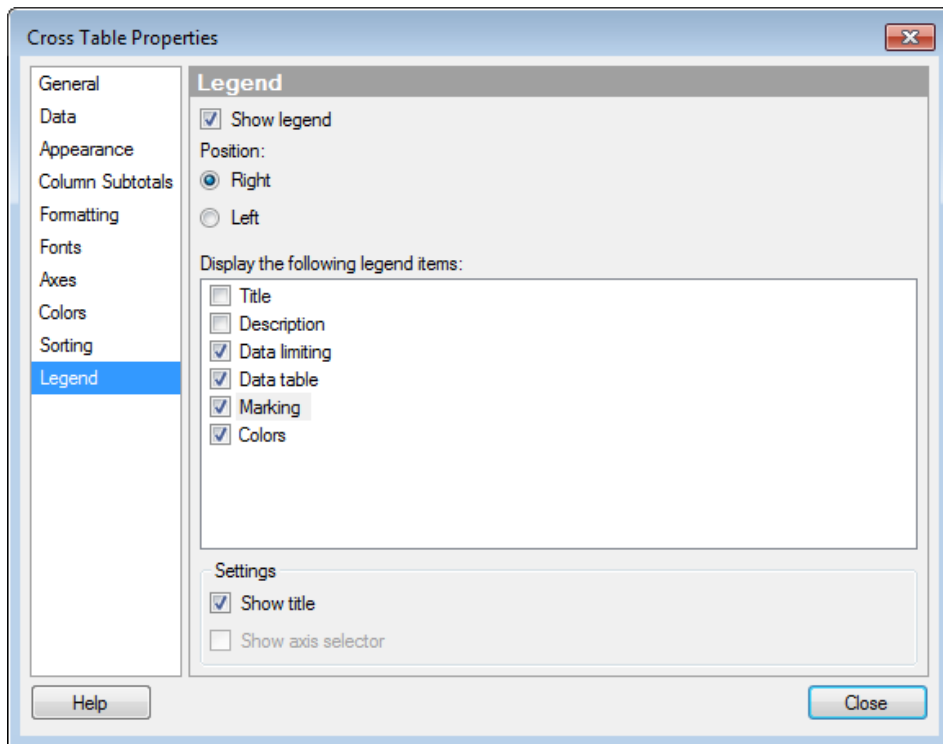 Cross Table Properties
General
Data
Appearance
Column Subtotals
Formatting
Fonts
Axes
Colors
Sorting
Legend
Legend
Show legend
Position:
Right
Left
Display the following legend items:
Title
Description
Data limiting
Data table
Marking
Colors
Settings
Show title
Show axis selector
Help
Close